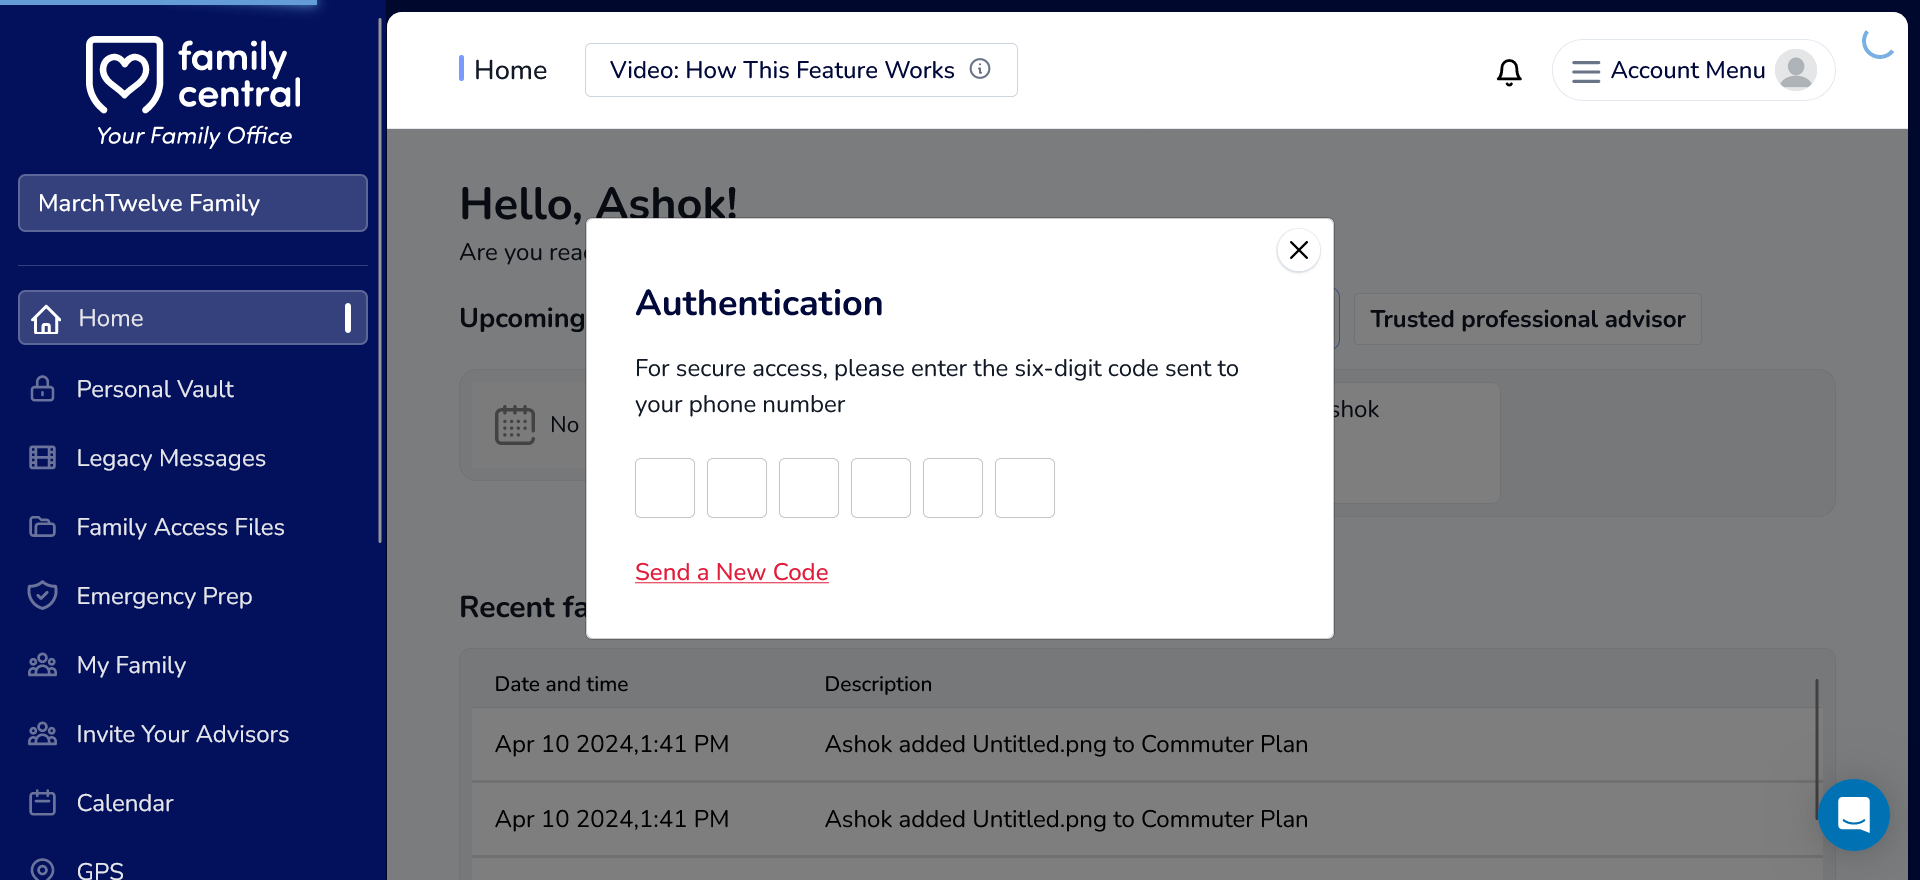 family
central
Your Family Office
MarchTwelve Family
Home
Personal Vault
Legacy Messages
Family Access Files
Emergency Prep
My Family
Invite Your Advisors
Calendar
GPS
Home
Video: How This Feature Works
Account Menu
Hello, Ashok!
Are you
Upcoming
Trusted professional advisor
No
Authentication
For secure access, please enter the six-digit code sent to
your phone number
Send a New Code
Recent
Date and time Description
Apr 10 2024,1:41 PM Ashok added Untitled.png to Commuter Plan
Apr 10 2024,1:41 PM Ashok added Untitled.png to Commuter Plan